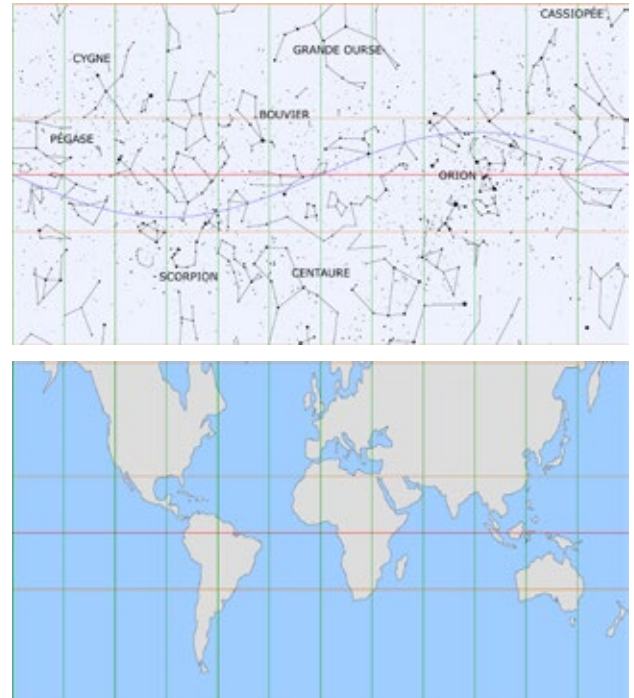 CASSIOPÉE
GRANDE OURSE
CYGNE
BOUVIER
PÉGASE
ORION
SCORPION
CENTAURE